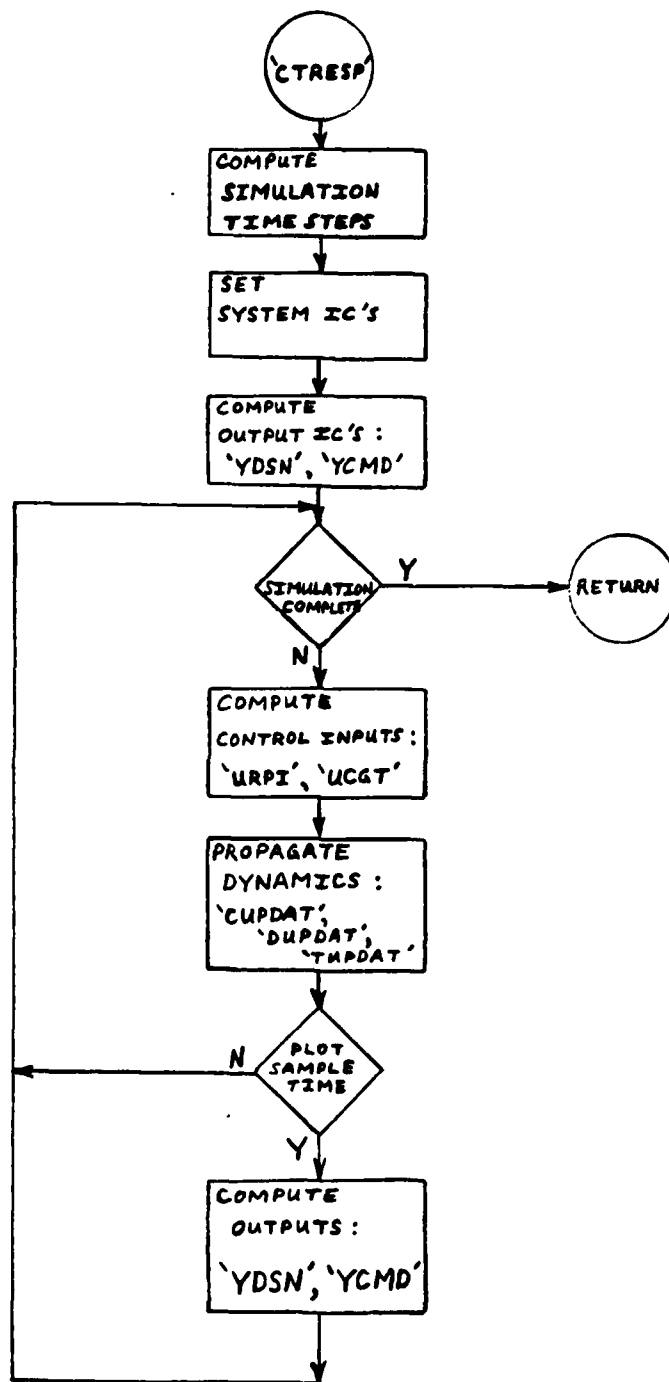 'CTRESP'
COMPUTE
SIMULATION
TIME STEPS
SET
SYSTEM IC'S
COMPUTE
OUTPUT IC'S :
'YDSN', 'YCMD'
SIMULATION
COMPLETE
Y
RETURN
N
COMPUTE
CONTROL INPUTS :
'URPI', 'UCGT'
PROPAGATE
DYNAMICS :
'CUPDAT',
'DUPDAT',
'TUPDAT'
PLOT
SAMPLE
TIME
N
Y
COMPUTE
OUTPUTS :
'YDSN', 'YCMD'